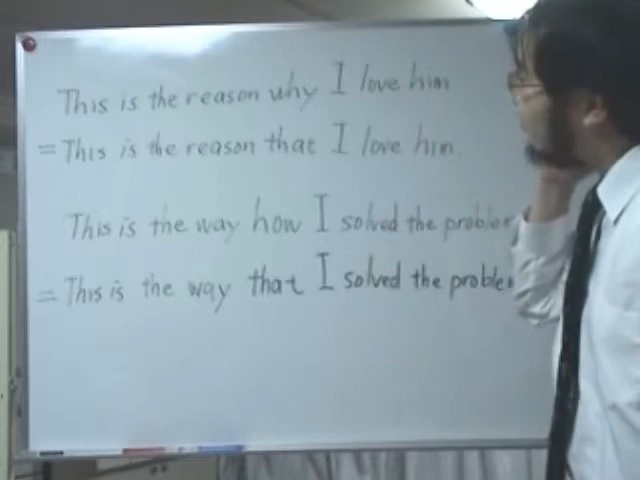 This is the reason why I love him
= This is the reason that I love him.
This is the way how I solved the
= This is the way that I solved the